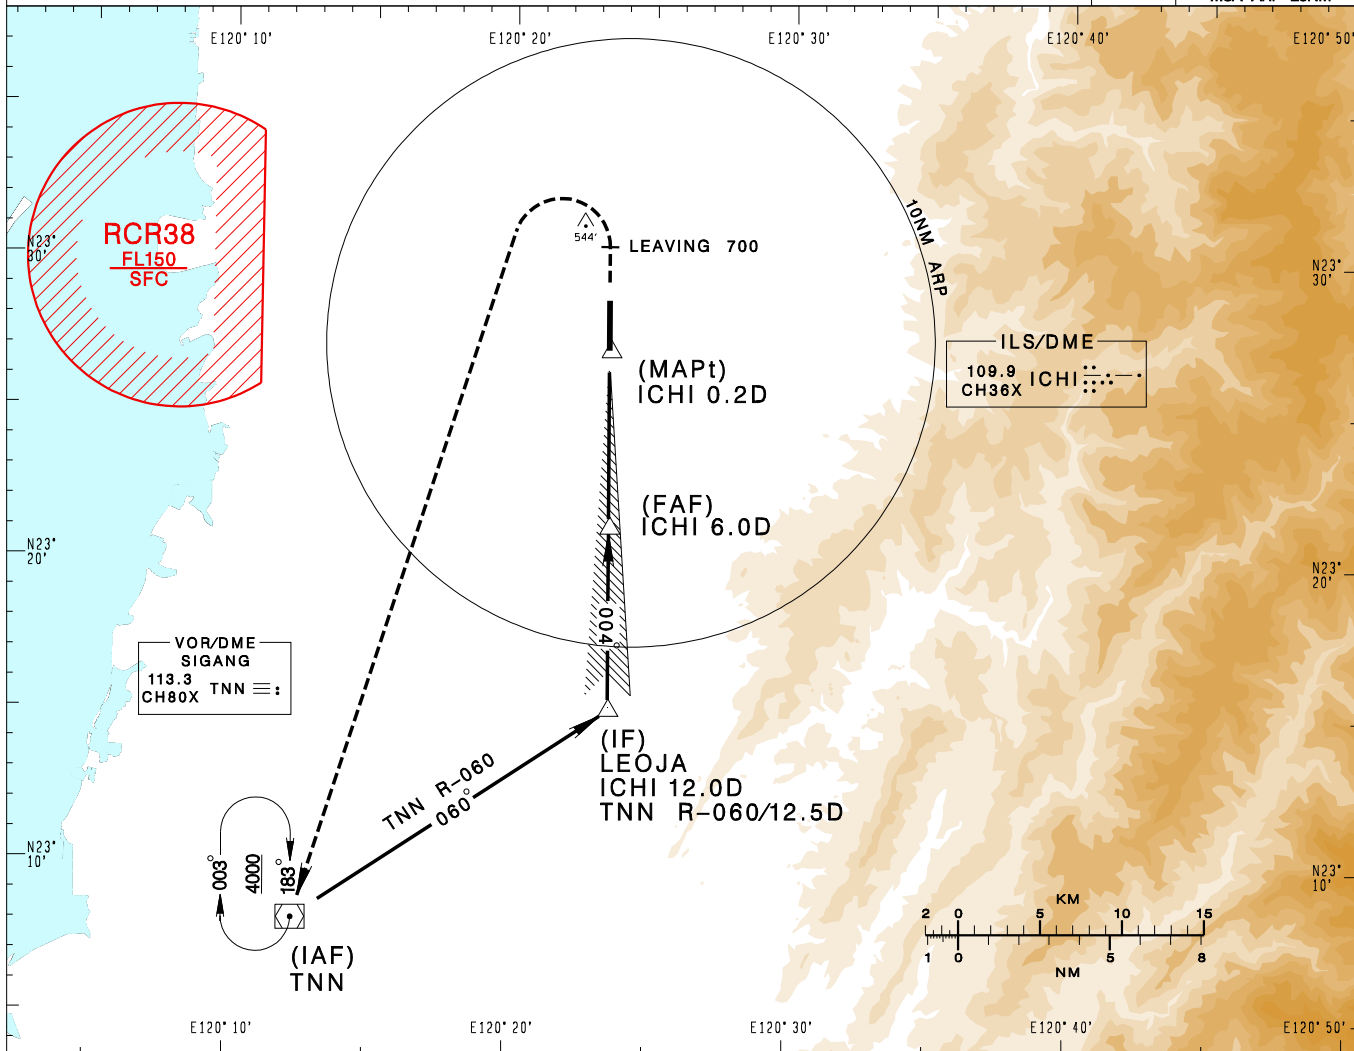 E120°10'
E120°20'
E120°30'
E120°40'
E120°50'
RCR38
FL150
SFC
N23°
30'
544'
LEAVING 700
10NM ARP
N23°
30'
ILS/DME
109.9
CH36X
ICHI
(MAPt)
ICHI 0.2D
(FAF)
ICHI 6.0D
N23°
20'
N23°
20'
004°
VOR/DME
SIGANG
113.3
CH80X
TNN
(IF)
LEOJA
ICHI 12.0D
TNN R-060/12.5D
TNN R-060
060°
N23°
10'
N23°
10'
003°
4000
183°
(IAF)
TNN
KM
2 0 5 10 15
1 0 5 8
NM
E120°10'
E120°20'
E120°30'
E120°40'
E120°50'